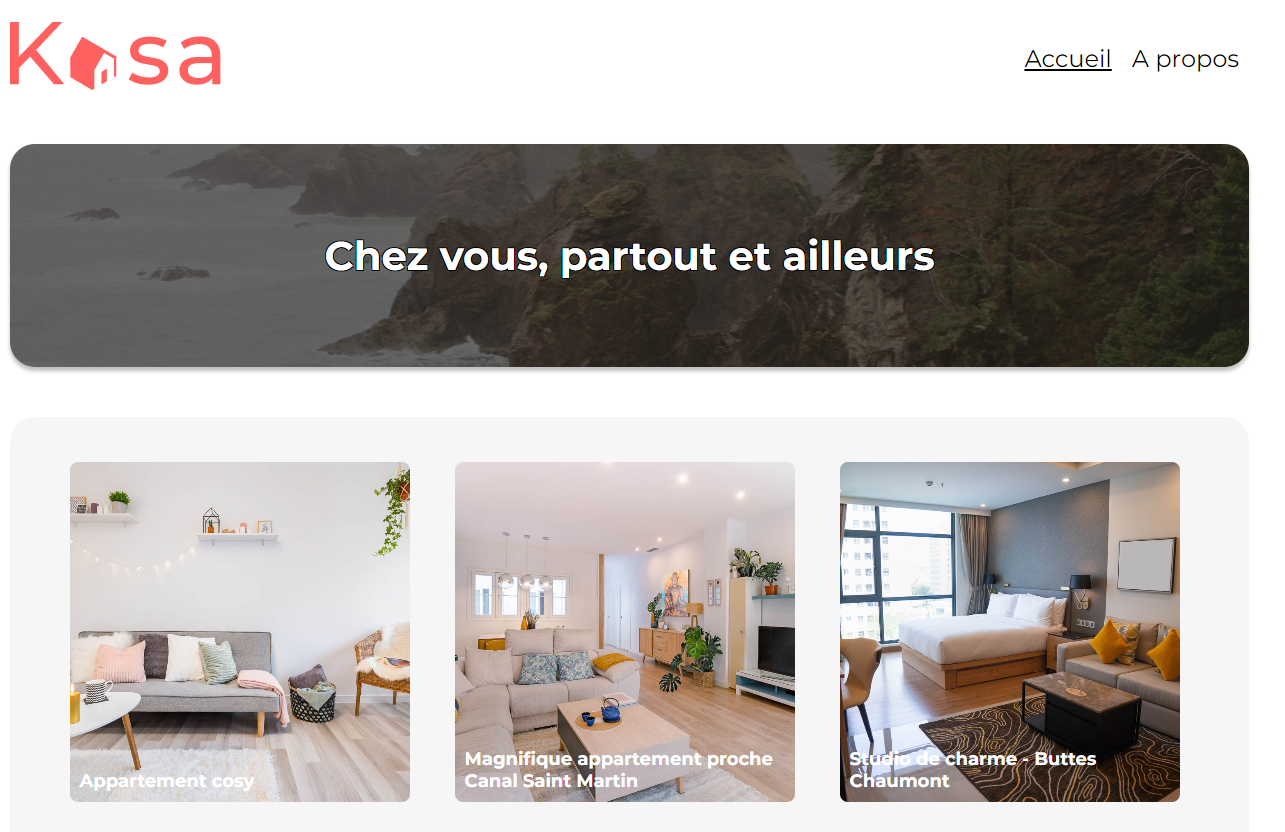 Kasa
Accueil A propos
Chez vous, partout et ailleurs
Appartement cosy
Magnifique appartement proche
Canal Saint Martin
Studio de charme - Buttes
Chaumont